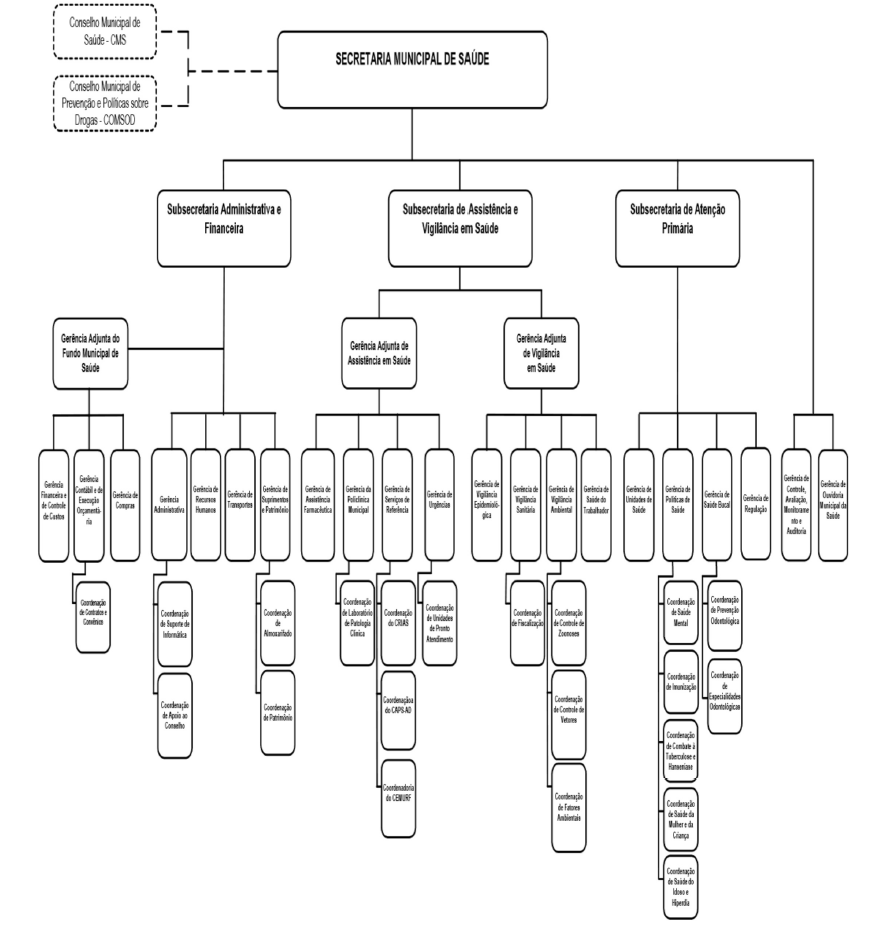 Conselho Municipal de
Saúde - CMS
Conselho Municipal de
Prevenção e Políticas sobre
Drogas - COMSOD
SECRETARIA MUNICIPAL DE SAÚDE
Subsecretaria Administrativa e
Financeira
Subsecretaria de Assistência e
Vigilância em Saúde
Subsecretaria de Atenção
Primária
Gerência Adjunta do
Fundo Municipal de
Saúde
Gerência Adjunta de
Assistência em Saúde
Gerência Adjunta
de Vigilância
em Saúde
Gerência
Financeira e
de Controle
de Custos
Gerência
Contábil e de
Execução
Orçamentá-
ria
Gerência de
Compras
Gerência
Administrativa
Gerência de
Recursos
Humanos
Gerência de
Transportes
Gerência de
Suprimentos
e Patrimônio
Gerência de
Assistência
Farmacêutica
Gerência da
Policlínica
Municipal
Gerência de
Serviços de
Referência
Gerência de
Urgências
Gerência de
Vigilância
Epidemioló-
gica
Gerência de
Vigilância
Sanitária
Gerência de
Vigilância
Ambiental
Gerência de
Saúde do
Trabalhador
Gerência de
Unidades de
Saúde
Gerência de
Políticas de
Saúde
Gerência de
Saúde Bucal
Gerência de
Regulação
Gerência de
Controle,
Avaliação,
Monitorame
nto e
Auditoria
Gerência de
Ouvidoria
Municipal da
Saúde
Coordenação
de Contratos e
Convênios
Coordenação
de Suporte de
Informática
Coordenação
de Apoio ao
Conselho
Coordenação
de
Almoxarifado
Coordenação
de Patrimônio
Coordenação
de Laboratório
de Patologia
Clínica
Coordenação
do CRIAS
Coordenaçãoa
do CAPS-AD
Coordenadoria
do CEMURF
Coordenação
de Unidades
de Pronto
Atendimento
Coordenação
de Fiscalização
Coordenação
de Controle de
Zoonoses
Coordenação
de Controle de
Vetores
Coordenação
de Fatores
Ambientais
Coordenação
de Saúde
Mental
Coordenação
de Imunização
Coordenação
de Combate à
Tuberculose e
Hanseníase
Coordenação
de Saúde da
Mulher e da
Criança
Coordenação
de Saúde do
Idoso e
Hiperdia
Coordenação
de Prevenção
Odontológica
Coordenação
de
Especialidades
Odontológicas